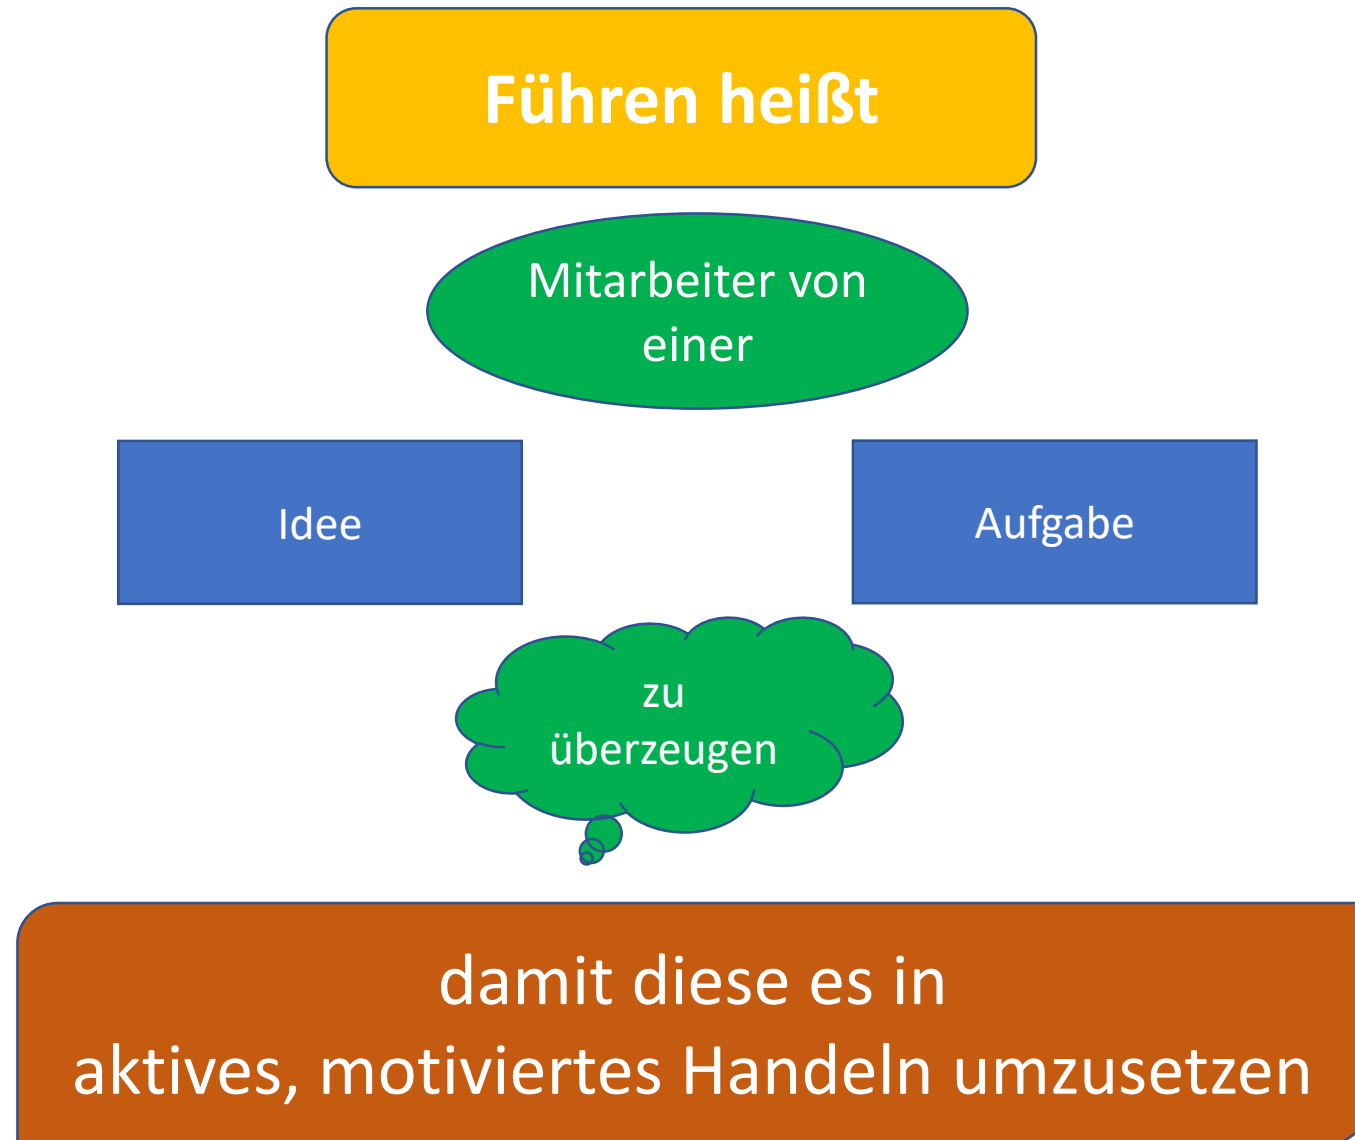 Führen heißt
Mitarbeiter von
einer
Idee
Aufgabe
zu
überzeugen
damit diese es in
aktives, motiviertes Handeln umzusetzen